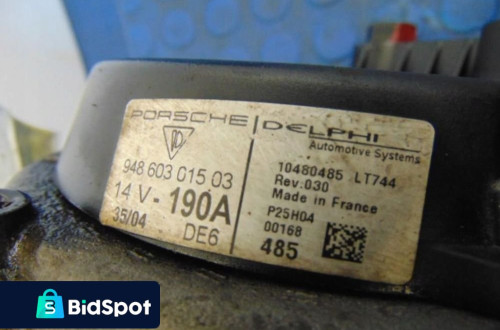 PORSCHE
948 603 015 03
14 V - 190A
35/04
DE6
DELPHI
Automotive Systems
10480485 LT744
Rev:030
Made in France
P25H04
00168
485
S
BidSpot